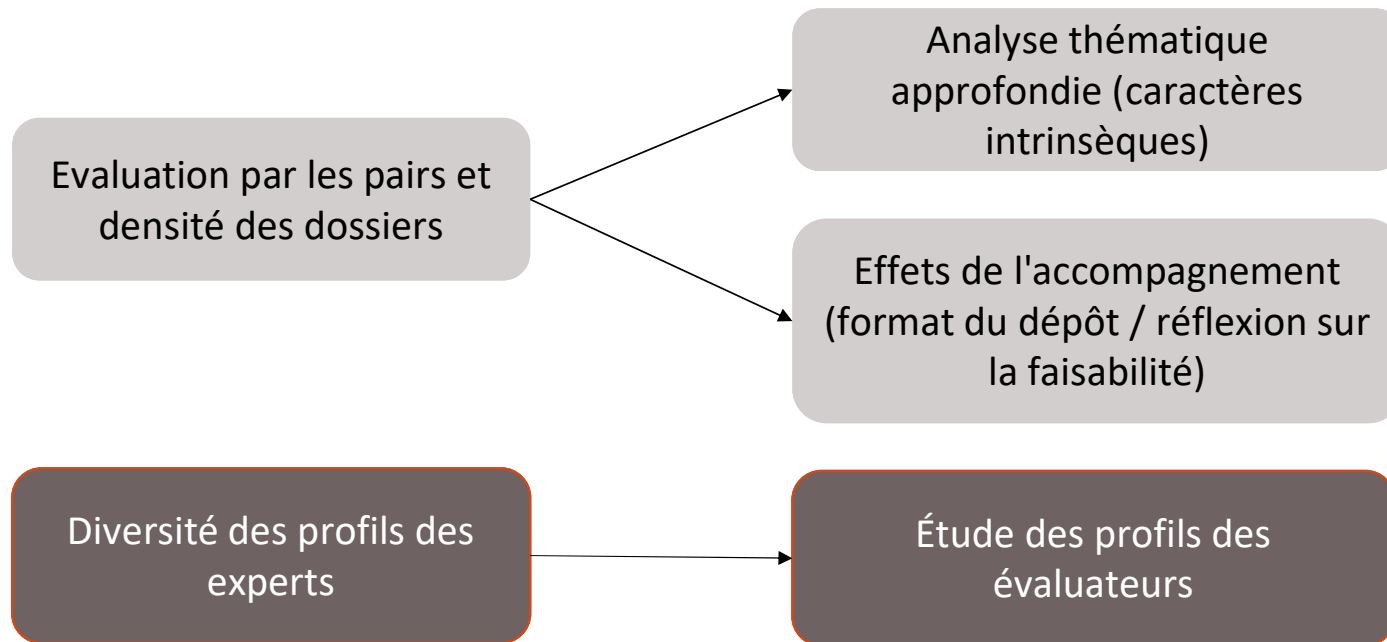 Analyse thématique
approfondie (caractères
intrinsèques)
Evaluation par les pairs et
densité des dossiers
Effets de l'accompagnement
(format du dépôt / réflexion sur
la faisabilité)
Diversité des profils des
experts
Étude des profils des
évaluateurs